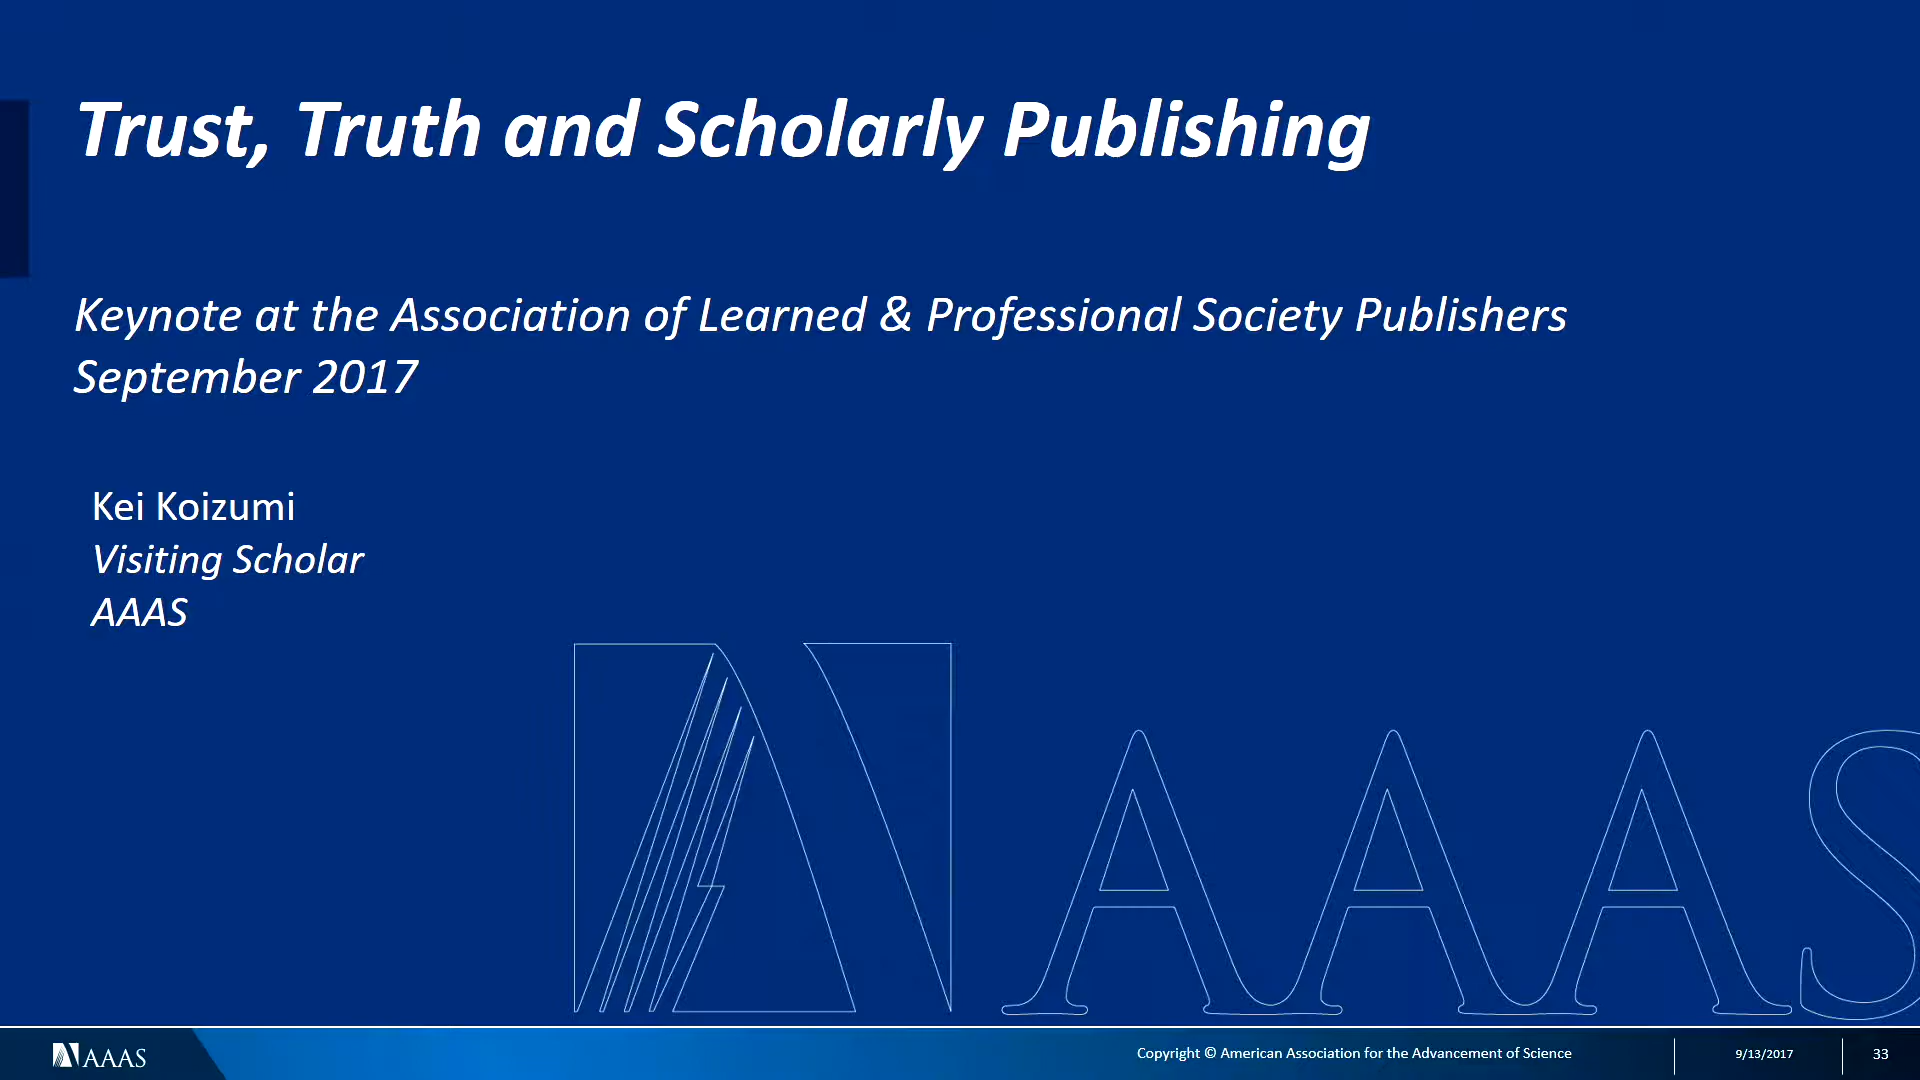 Trust, Truth and Scholarly Publishing
Keynote at the Association of Learned & Professional Society Publishers
September 2017
Kei Koizumi
Visiting Scholar
AAAS
AAAS
AAAS
Copyright © American Association for the Advancement of Science
9/13/2017
33